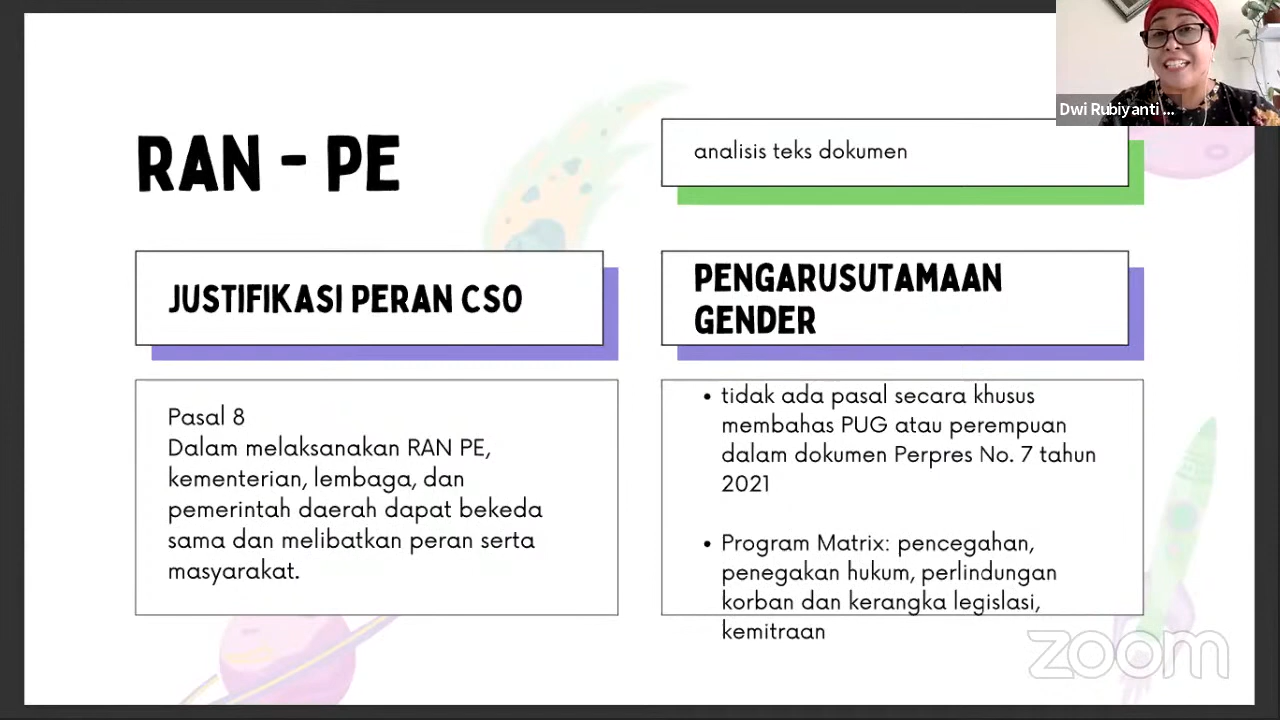 RAN - PE
analisis teks dokumen
JUSTIFIKASI PERAN CSO
Pasal 8
Dalam melaksanakan RAN PE,
kementerian, lembaga, dan
pemerintah daerah dapat bekeda
sama dan melibatkan peran serta
masyarakat.
PENGARUSUTAMAAN
GENDER
• tidak ada pasal secara khusus
membahas PUG atau perempuan
dalam dokumen Perpres No. 7 tahun
2021
• Program Matrix: pencegahan,
penegakan hukum, perlindungan
korban dan kerangka legislasi,
kemitraan
Dwi Rubiyanti ...
zoom